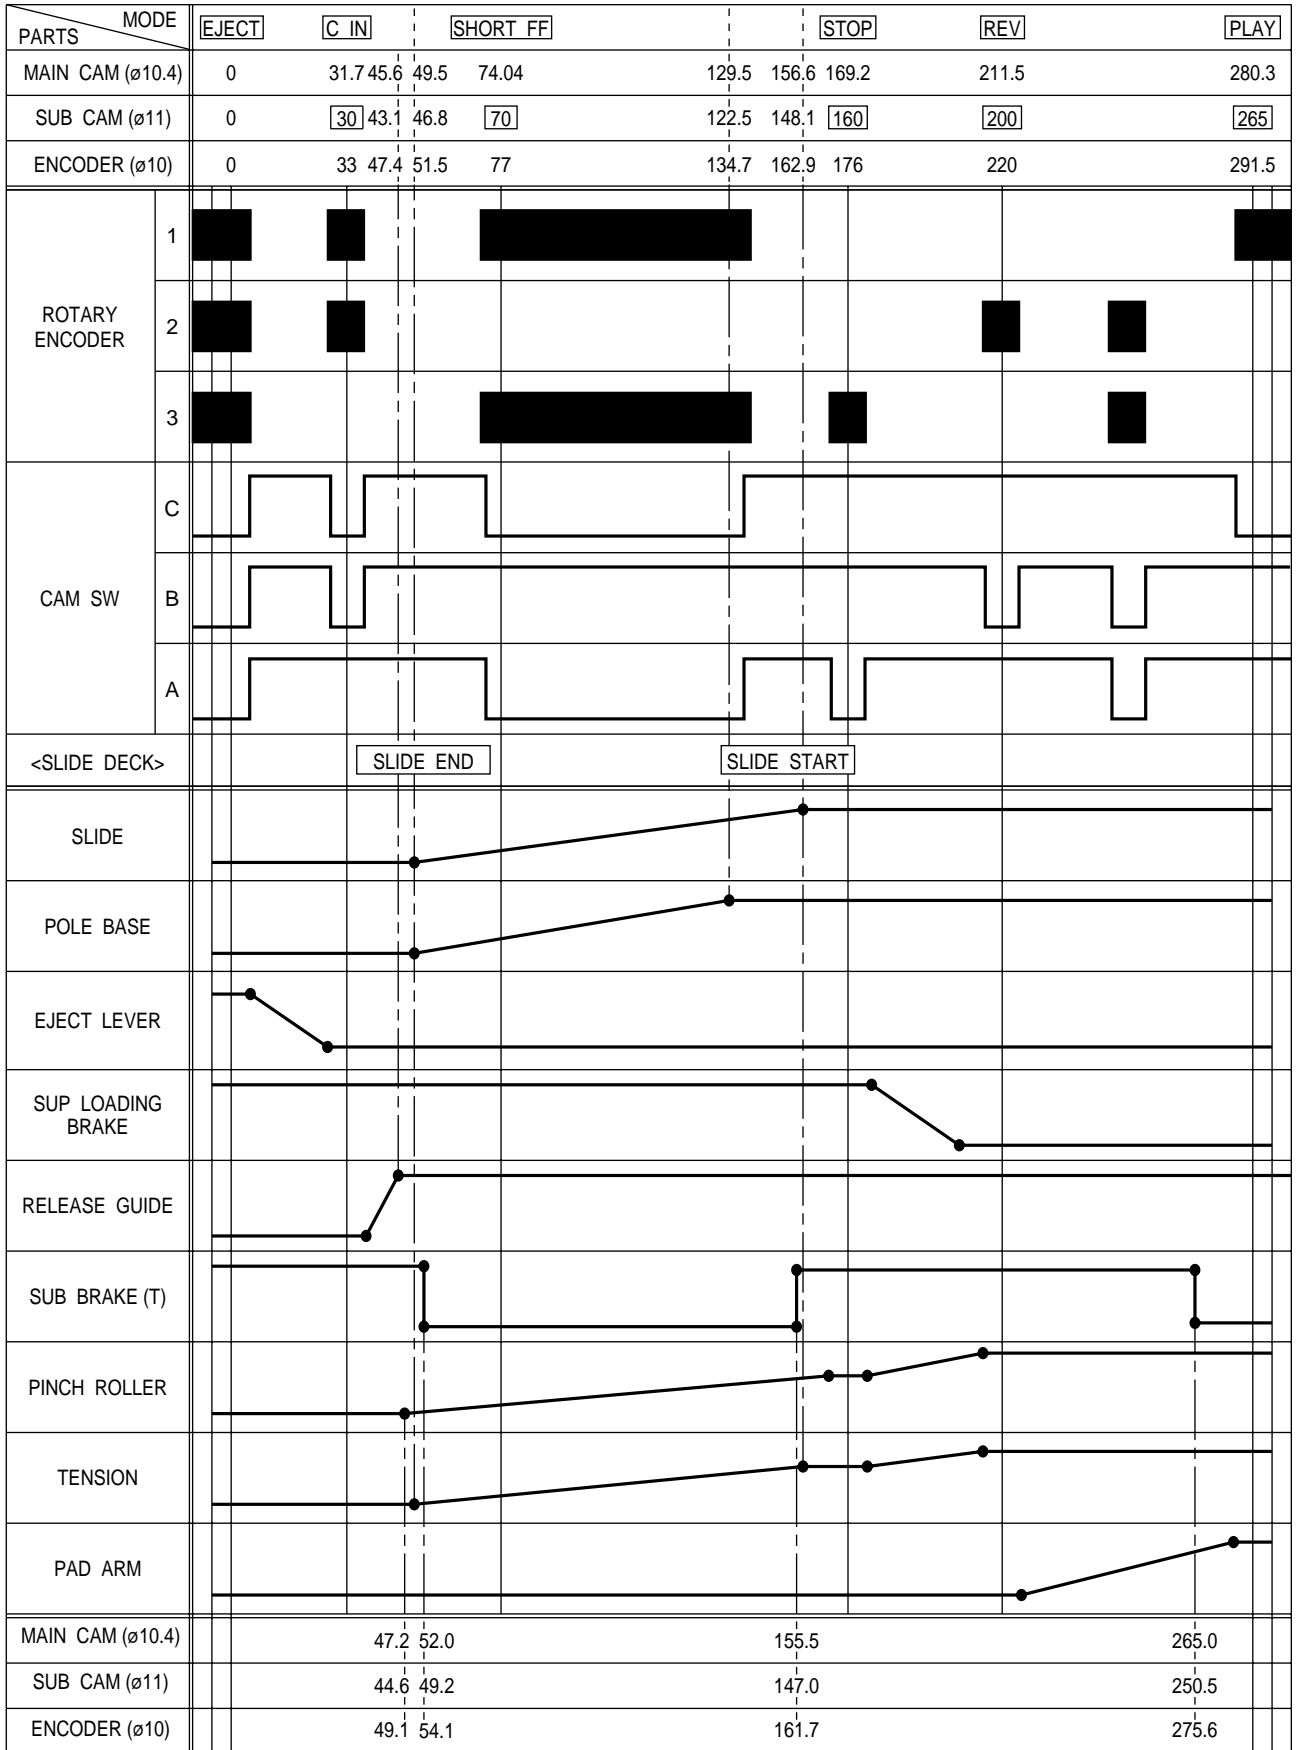 MODE
PARTS
EJECT C IN SHORT FF STOP REV PLAY
MAIN CAM (ø10.4) 0 31.7 45.6 49.5 74.04 129.5 156.6 169.2 211.5 280.3
SUB CAM (ø11) 0 30 43.1 46.8 70 122.5 148.1 160 200 265
ENCODER (ø10) 0 33 47.4 51.5 77 134.7 162.9 176 220 291.5
ROTARY ENCODER
1
2
3
CAM SW
C
B
A
<SLIDE DECK> SLIDE END SLIDE START
SLIDE
POLE BASE
EJECT LEVER
SUP LOADING
BRAKE
RELEASE GUIDE
SUB BRAKE (T)
PINCH ROLLER
TENSION
PAD ARM
MAIN CAM (ø10.4) 47.2 52.0 155.5 265.0
SUB CAM (ø11) 44.6 49.2 147.0 250.5
ENCODER (ø10) 49.1 54.1 161.7 275.6